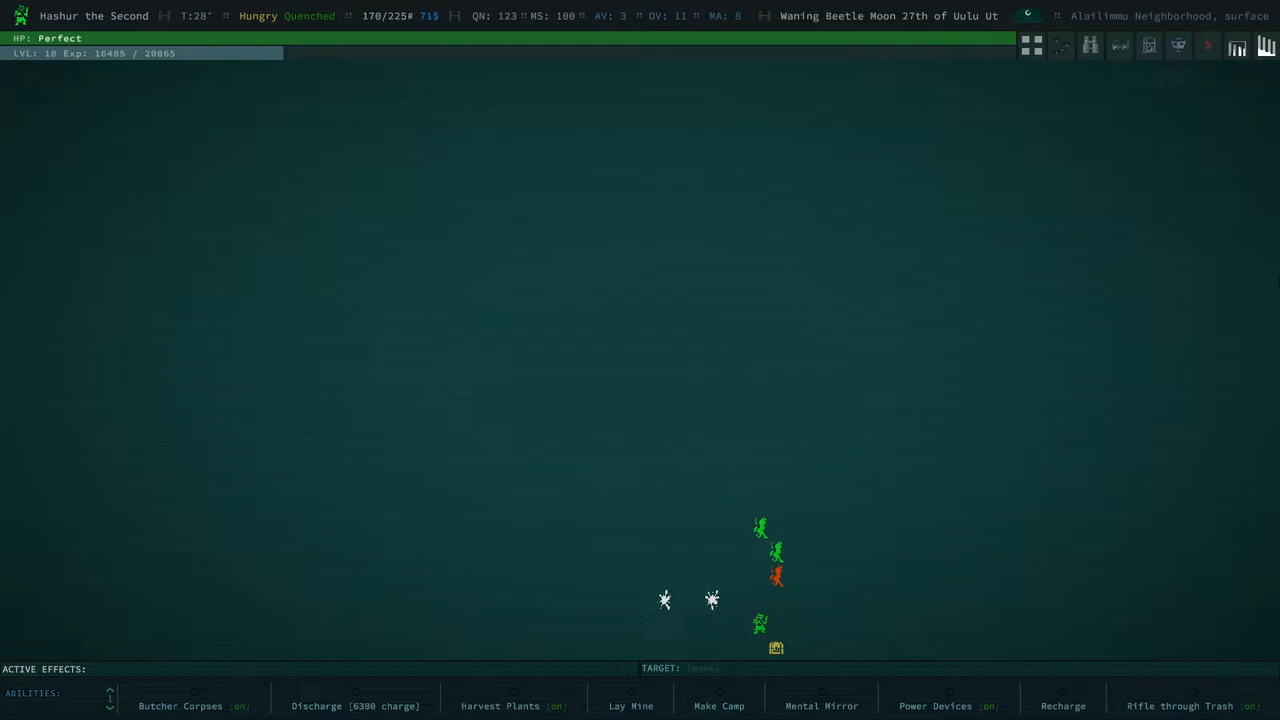 Hashur the Second T:28° Hungry Quenched 170/225# 71$ QN: 123 MS: 100 AV: 3 DV: 11 MA: 8 Waning Beetle Moon 27th of Uulu Ut Alailimmu Neighborhood, surface
HP: Perfect
LVL: 10 Exp: 16485 / 20065
ACTIVE EFFECTS: TARGET: [none]
ABILITIES: 1 Butcher Corpses [on] Discharge [6300 charge] Harvest Plants [on] Lay Mine Make Camp Mental Mirror Power Devices [on] Recharge Rifle through Trash [on]